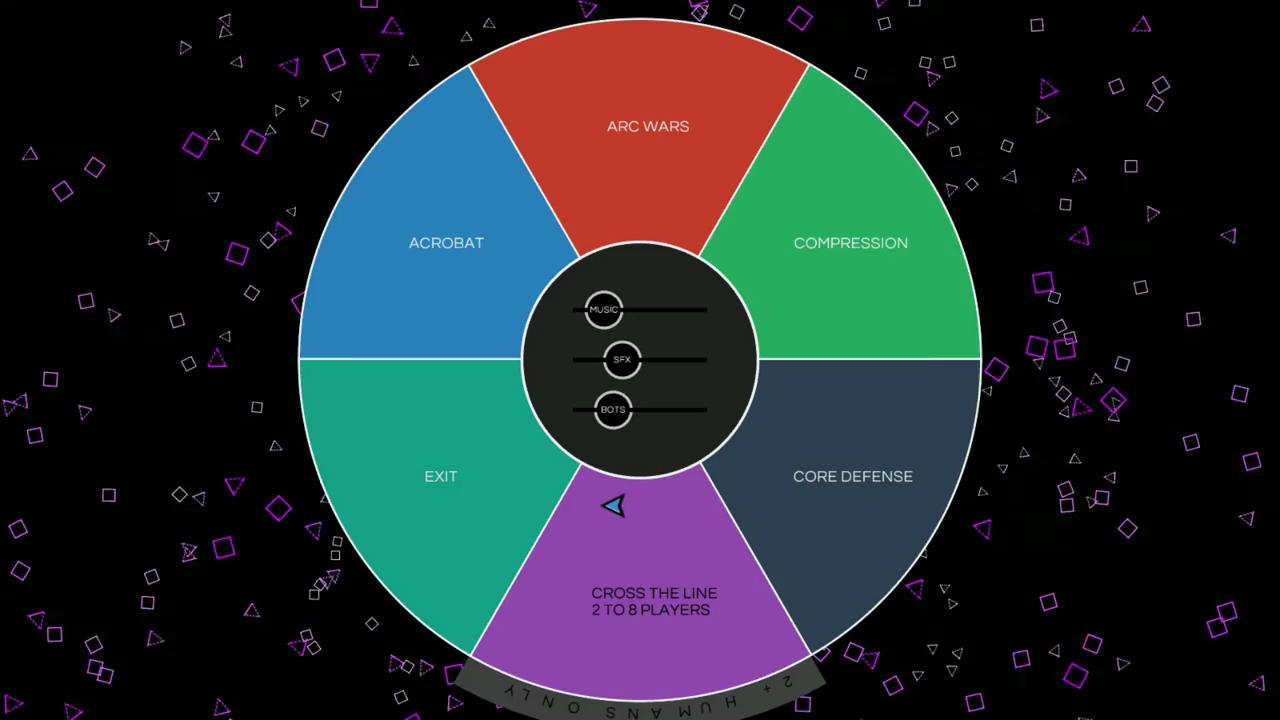 ARC WARS
ACROBAT
COMPRESSION
MUSIC
SFX
BOTS
EXIT
CORE DEFENSE
CROSS THE LINE
2 TO 8 PLAYERS
2+ HUMANS ONLY